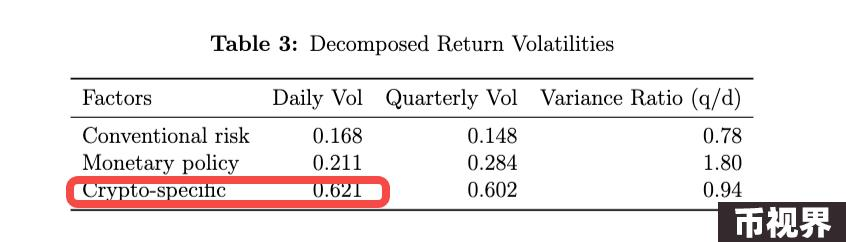 Table 3: Decomposed Return Volatilities
Factors Daily Vol Quarterly Vol Variance Ratio (q/d)
Conventional risk 0.168 0.148 0.78
Monetary policy 0.211 0.284 1.80
Crypto-specific 0.621 0.602 0.94
币视界